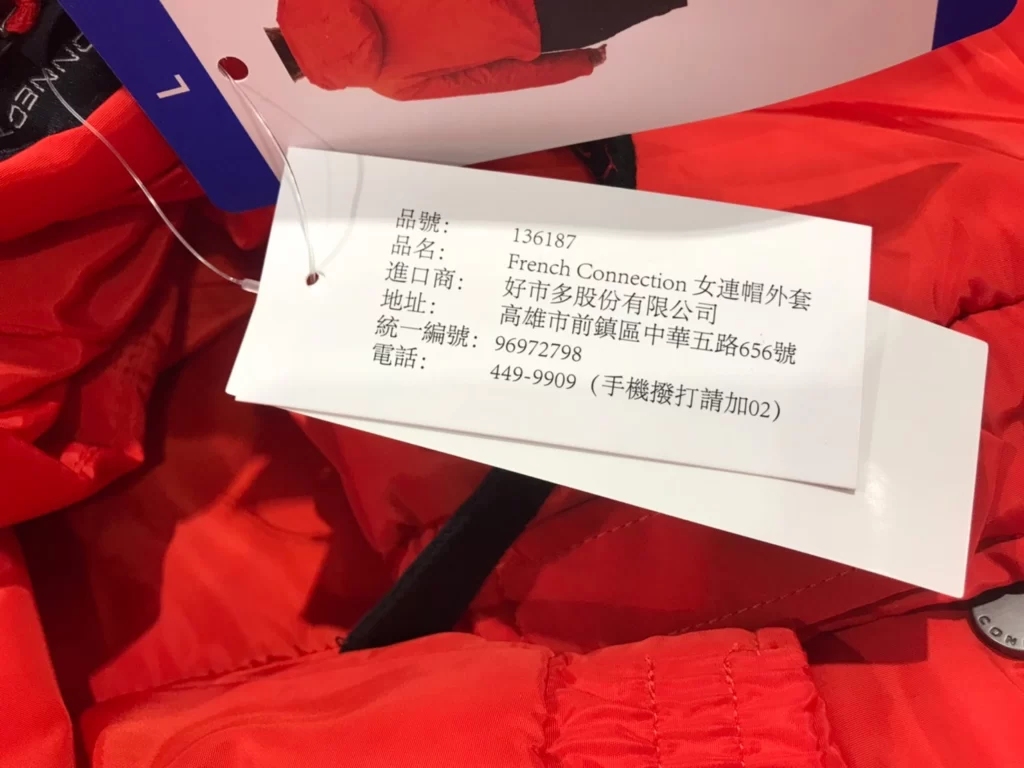 CONNEC
L
品號: 136187
品名: French Connection 女連帽外套
進口商: 好市多股份有限公司
地址: 高雄市前鎮區中華五路656號
統一編號: 96972798
電話: 449-9909 (手機撥打請加02)
COM